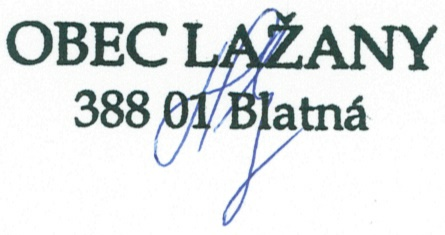 OBEC LAŽANY
388 01 Blatná